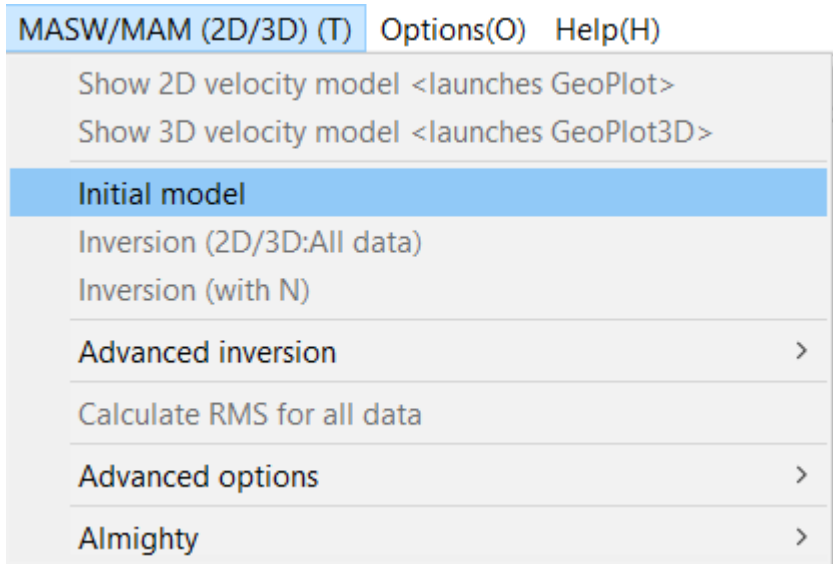 MASW/MAM (2D/3D) (T) Options(O) Help(H)
Show 2D velocity model <launches GeoPlot>
Show 3D velocity model <launches GeoPlot3D>
Initial model
Inversion (2D/3D:All data)
Inversion (with N)
Advanced inversion
Calculate RMS for all data
Advanced options
Almighty